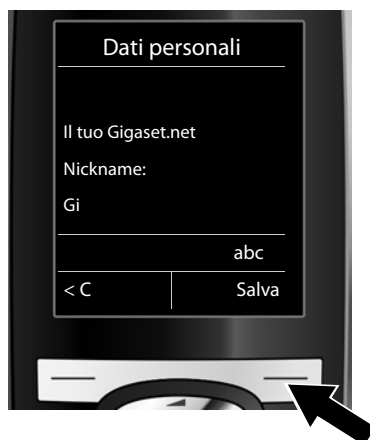 Dati personali
Il tuo Gigaset.net
Nickname:
Gi
abc
< C Salva